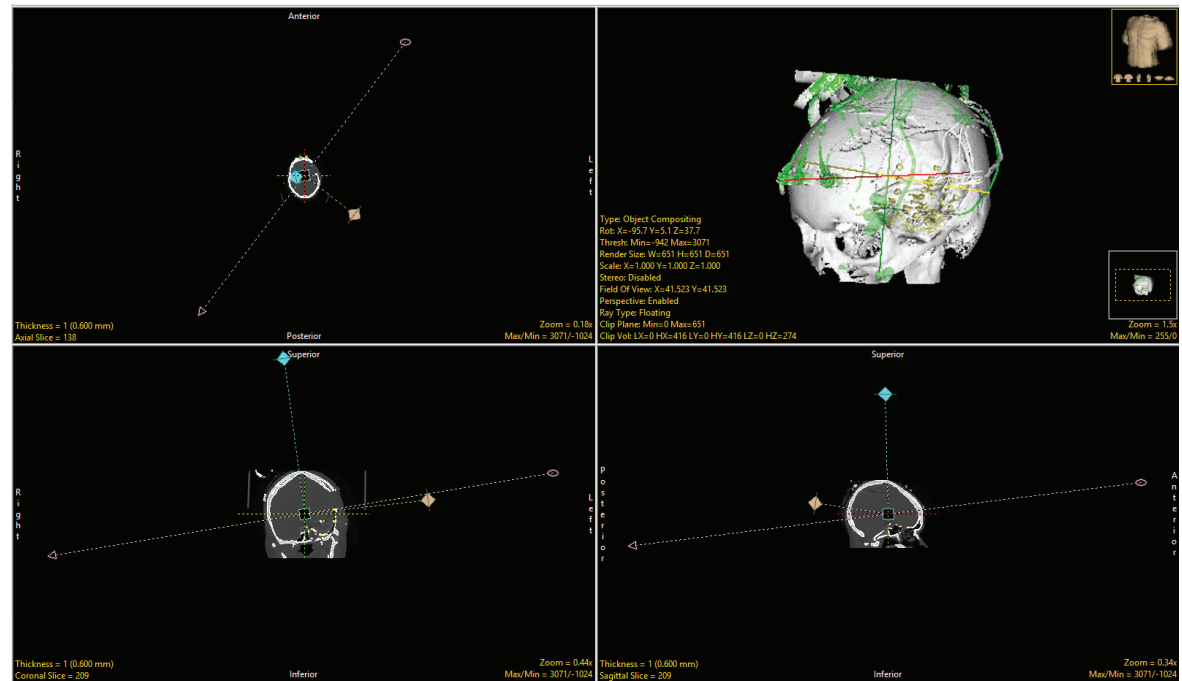 Anterior
Right
Left
Thickness = 1 (0.600 mm)
Axial Slice = 138
Posterior
Zoom = 0.18x
Max/Min = 3071/-1024
Type: Object Compositing
Rot: X=-95.7 Y=5.1 Z=37.7
Thresh: Min=-942 Max=3071
Render Size: W=651 H=651 D=651
Scale: X=1.000 Y=1.000 Z=1.000
Stereo: Disabled
Field Of View: X=41.523 Y=41.523
Perspective: Enabled
Ray Type: Floating
Clip Plane: Min=0 Max=651
Clip Vol: LX=0 HX=416 LY=0 HY=416 LZ=0 HZ=274
Zoom = 1.5x
Max/Min = 255/0
Superior
Right
Left
Thickness = 1 (0.600 mm)
Coronal Slice = 209
Inferior
Zoom = 0.44x
Max/Min = 3071/-1024
Superior
Posterior
Anterior
Thickness = 1 (0.600 mm)
Sagittal Slice = 209
Inferior
Zoom = 0.34x
Max/Min = 3071/-1024